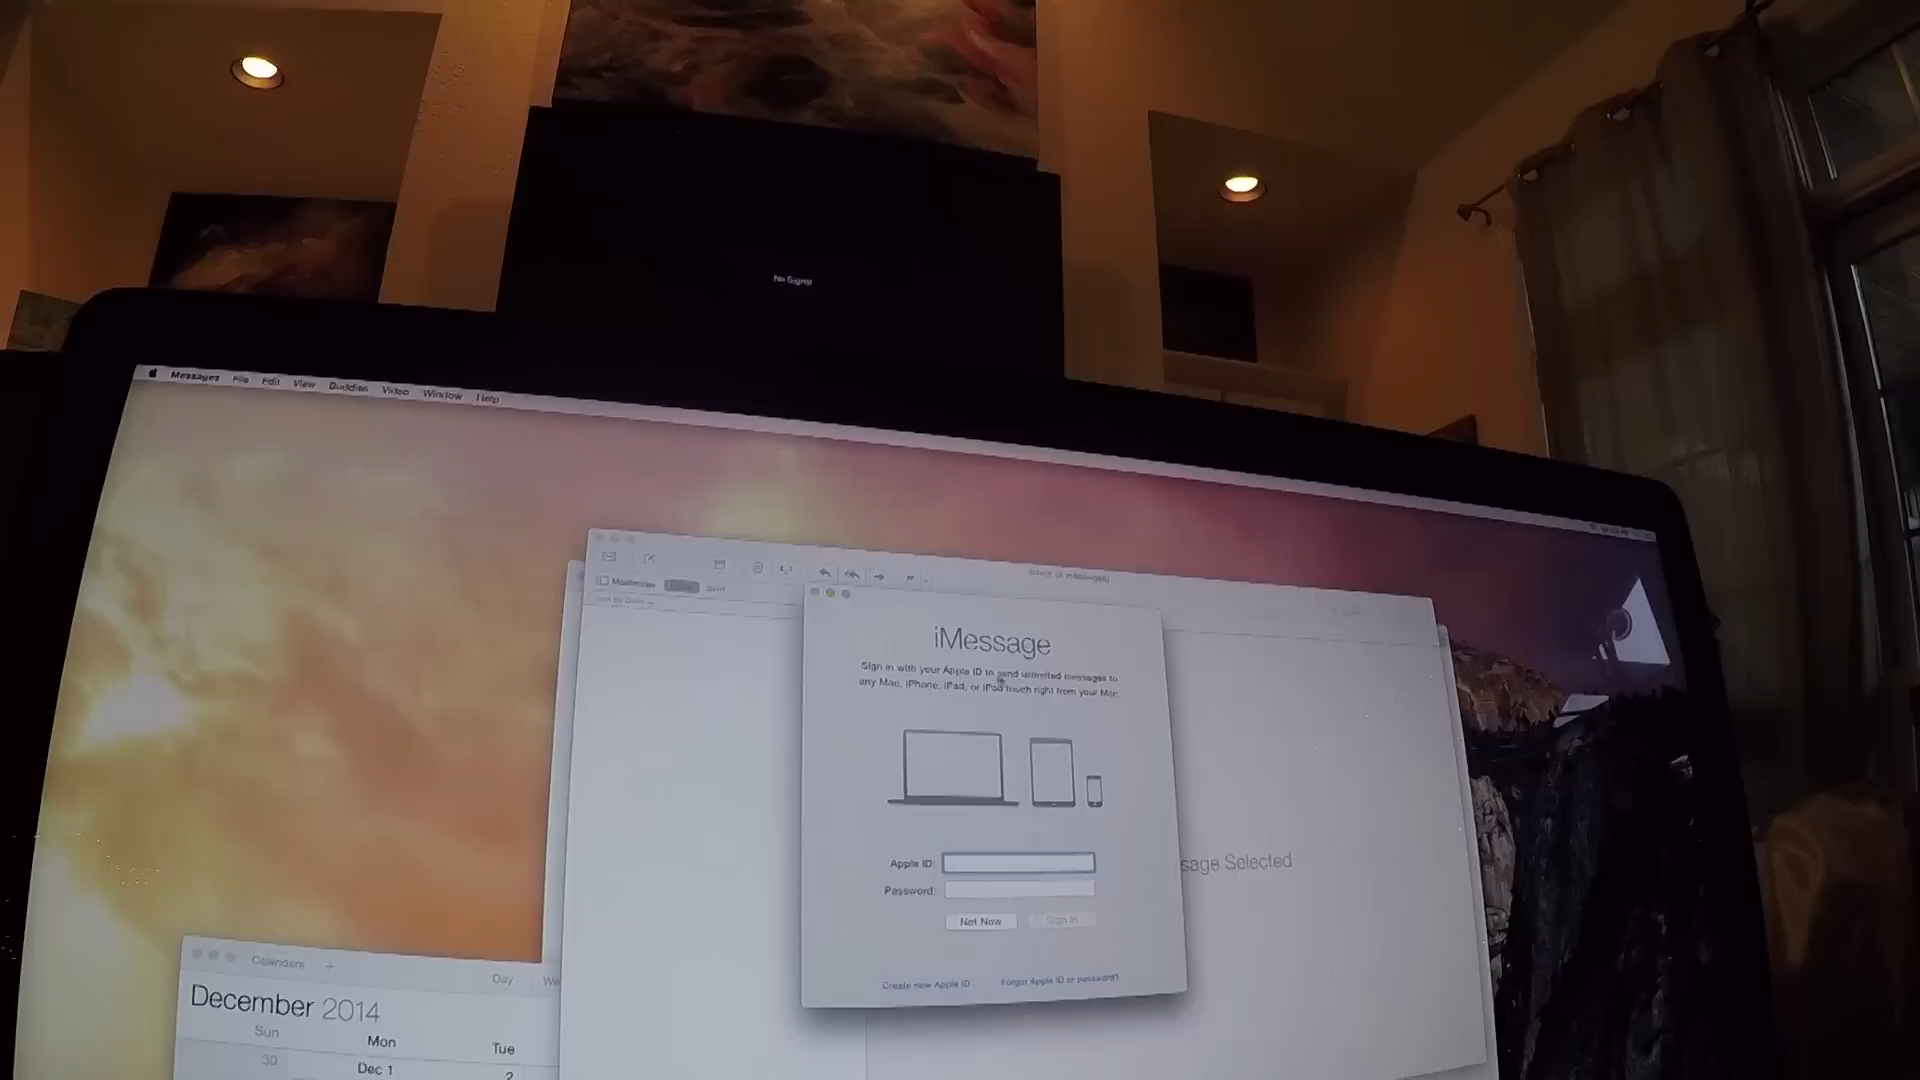 No Signal
Messages File Edit View Buddies Video Window Help
iMessage
Sign in with your Apple ID to send unlimited messages to
any Mac, iPhone, iPad, or iPod touch right from your Mac.
Apple ID:
sage Selected
Password:
Not Now Sign In
Create new Apple ID Forgot Apple ID or password?
Calendars +
Day We
December 2014
Sun Mon Tue
30 Dec 1 2